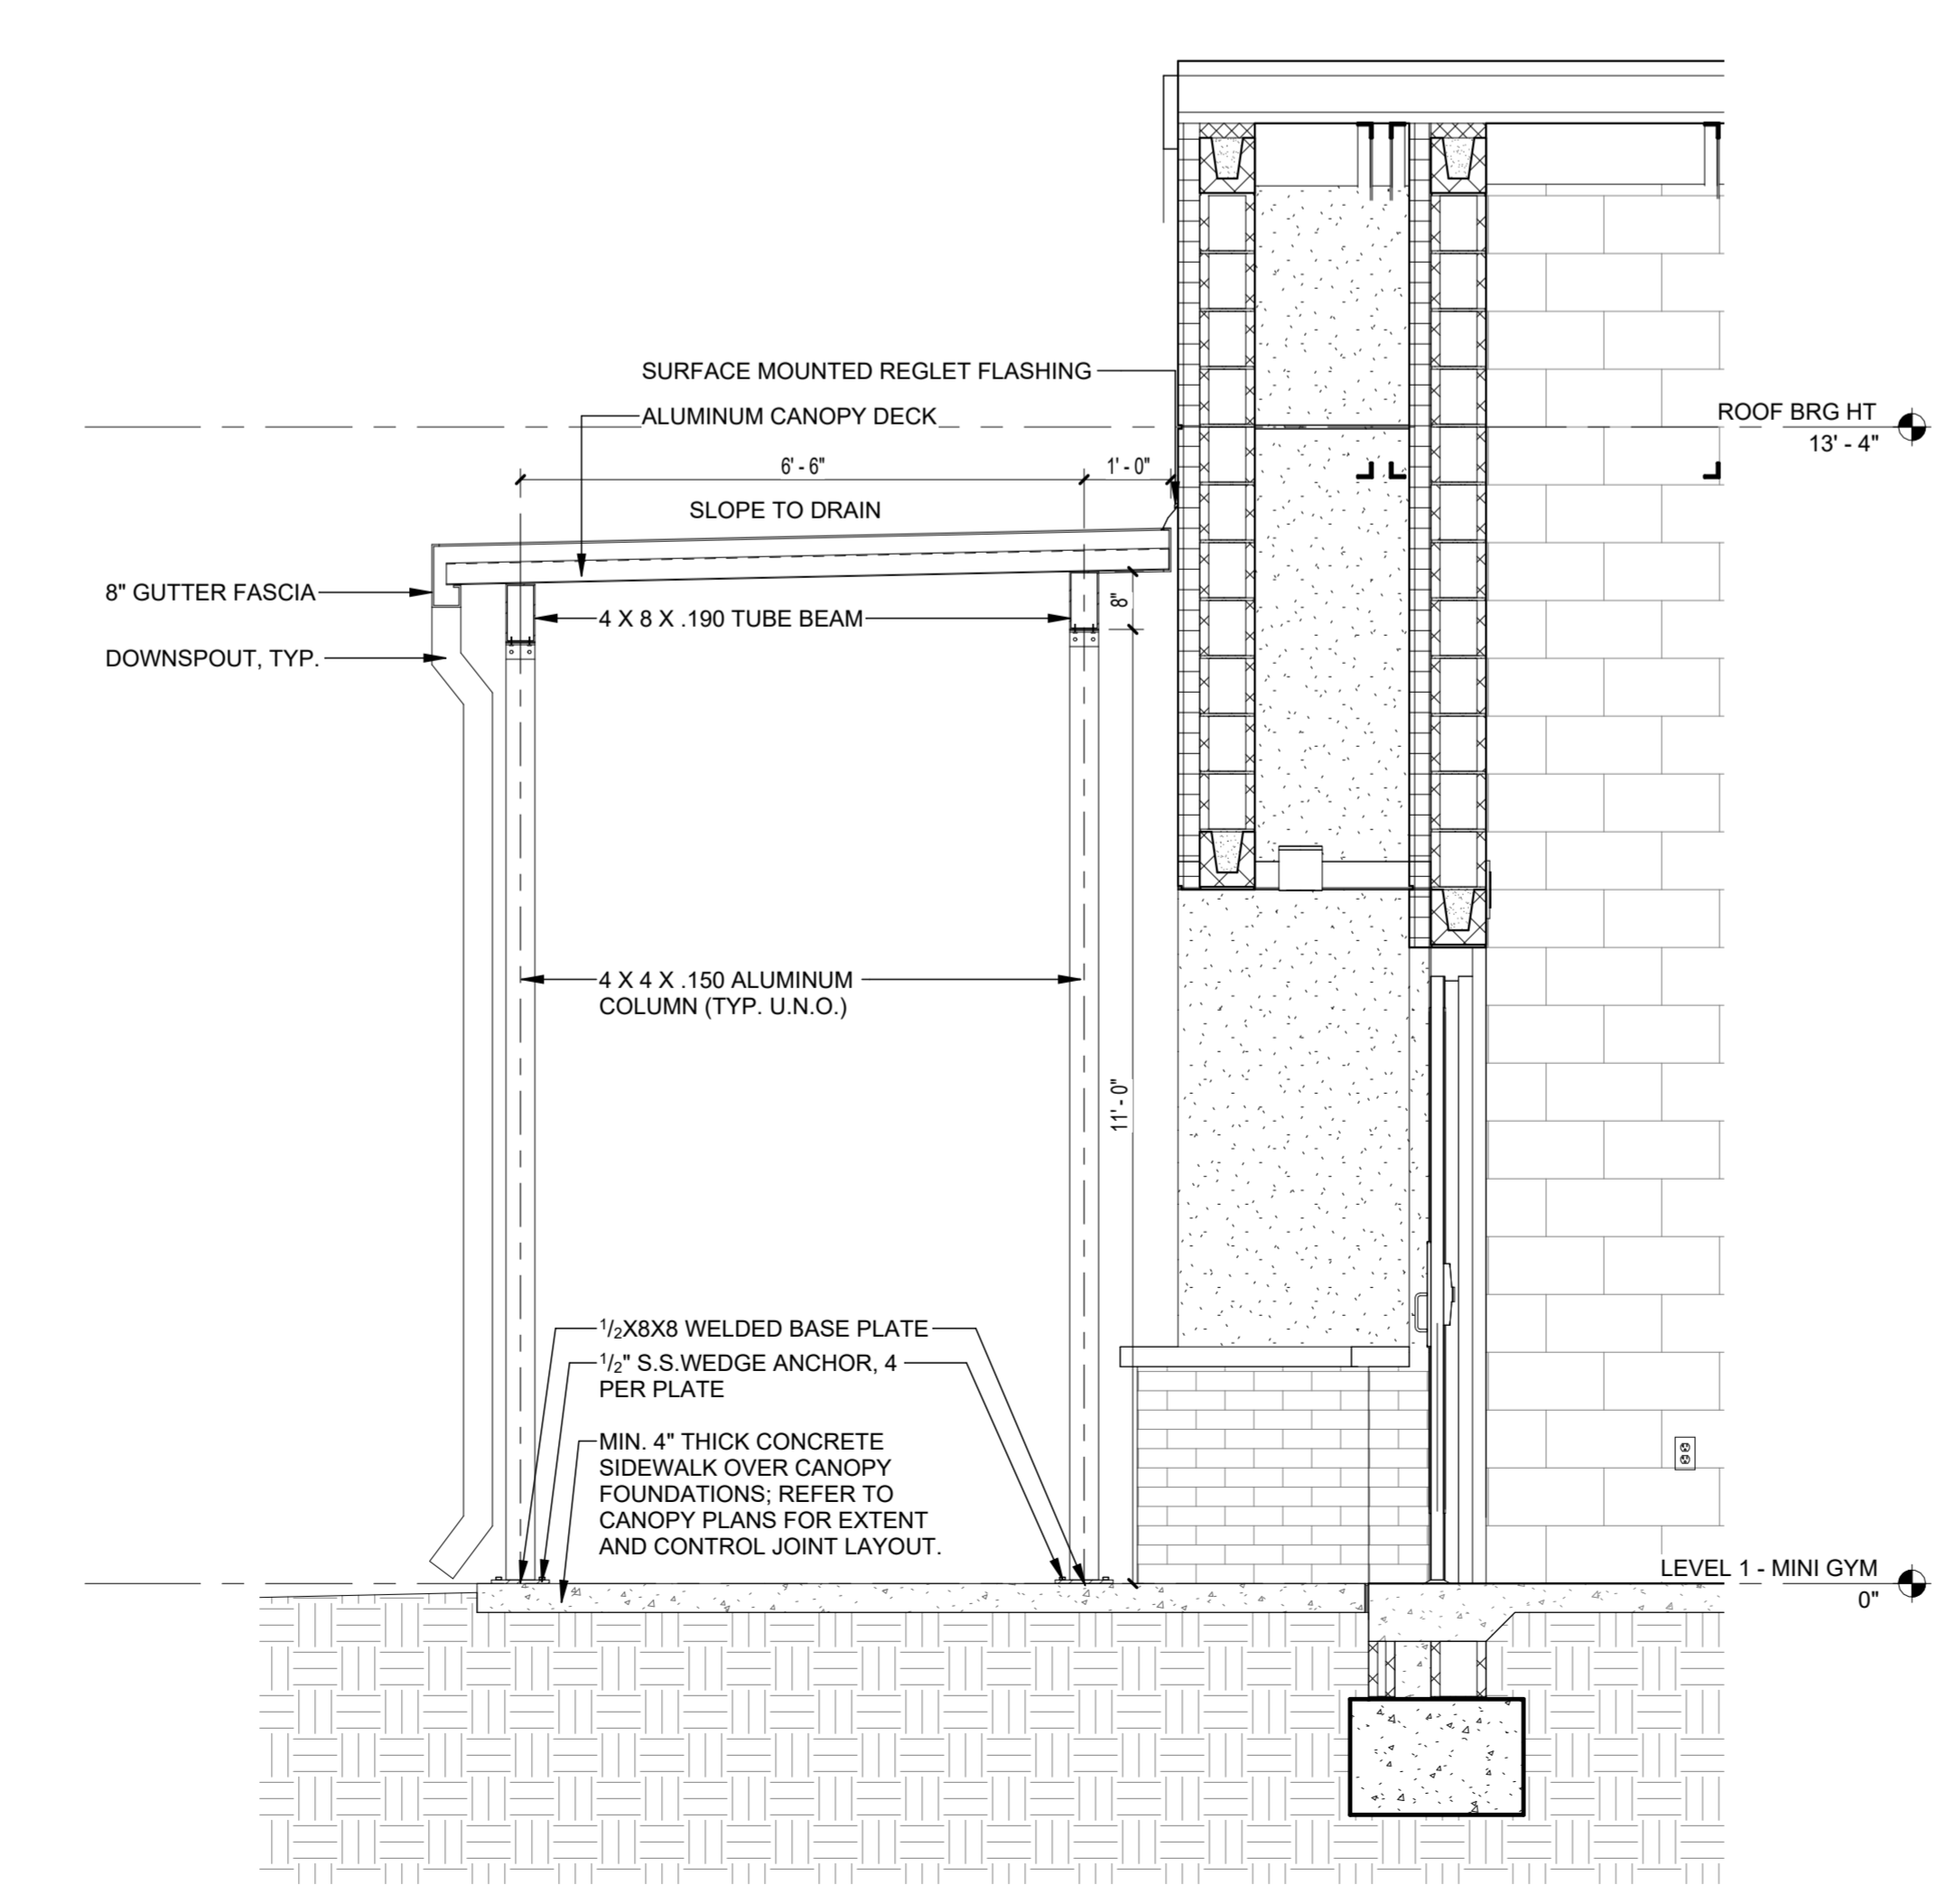 SURFACE MOUNTED REGLET FLASHING
ALUMINUM CANOPY DECK
ROOF BRG HT
13' - 4"
6' - 6"
1' - 0"
SLOPE TO DRAIN
8" GUTTER FASCIA
4 X 8 X .190 TUBE BEAM
8"
DOWNSPOUT, TYP.
4 X 4 X .150 ALUMINUM
COLUMN (TYP. U.N.O.)
11' - 0"
1/2X8X8 WELDED BASE PLATE
1/2" S.S.WEDGE ANCHOR, 4
PER PLATE
MIN. 4" THICK CONCRETE
SIDEWALK OVER CANOPY
FOUNDATIONS; REFER TO
CANOPY PLANS FOR EXTENT
AND CONTROL JOINT LAYOUT.
LEVEL 1 - MINI GYM
0"